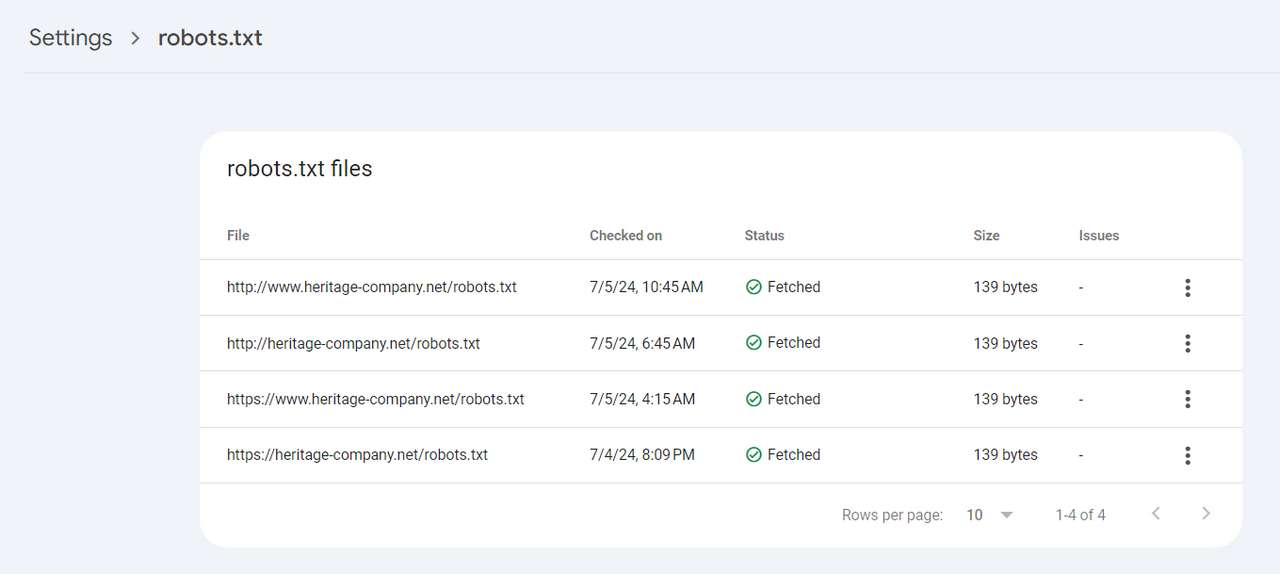 Settings > robots.txt
robots.txt files
File Checked on Status Size Issues
http://www.heritage-company.net/robots.txt 7/5/24, 10:45 AM Fetched 139 bytes -
http://heritage-company.net/robots.txt 7/5/24, 6:45 AM Fetched 139 bytes -
https://www.heritage-company.net/robots.txt 7/5/24, 4:15 AM Fetched 139 bytes -
https://heritage-company.net/robots.txt 7/4/24, 8:09 PM Fetched 139 bytes -
Rows per page: 10 1-4 of 4